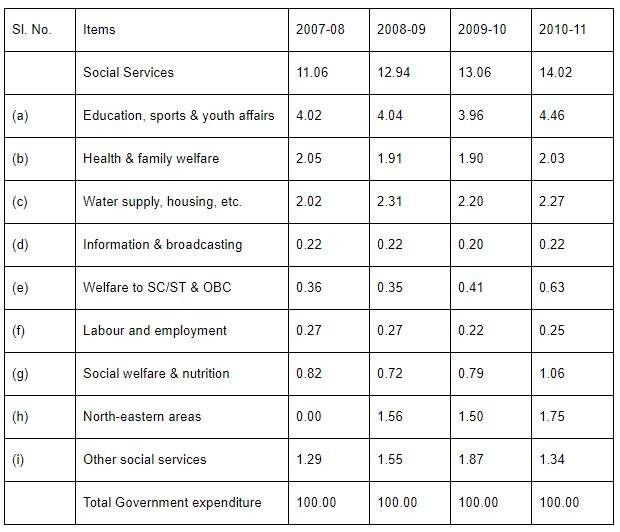 Sl. No. Items 2007-08 2008-09 2009-10 2010-11
Social Services 11.06 12.94 13.06 14.02
(a) Education, sports & youth affairs 4.02 4.04 3.96 4.46
(b) Health & family welfare 2.05 1.91 1.90 2.03
(c) Water supply, housing, etc. 2.02 2.31 2.20 2.27
(d) Information & broadcasting 0.22 0.22 0.20 0.22
(e) Welfare to SC/ST & OBC 0.36 0.35 0.41 0.63
(f) Labour and employment 0.27 0.27 0.22 0.25
(g) Social welfare & nutrition 0.82 0.72 0.79 1.06
(h) North-eastern areas 0.00 1.56 1.50 1.75
(i) Other social services 1.29 1.55 1.87 1.34
Total Government expenditure 100.00 100.00 100.00 100.00